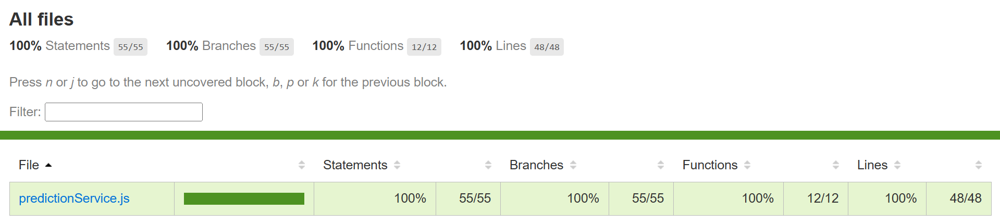 All files
100% Statements 55/55 100% Branches 55/55 100% Functions 12/12 100% Lines 48/48
Press n or j to go to the next uncovered block, b, p or k for the previous block.
Filter:
File Statements Branches Functions Lines
predictionService.js 100% 55/55 100% 55/55 100% 12/12 100% 48/48